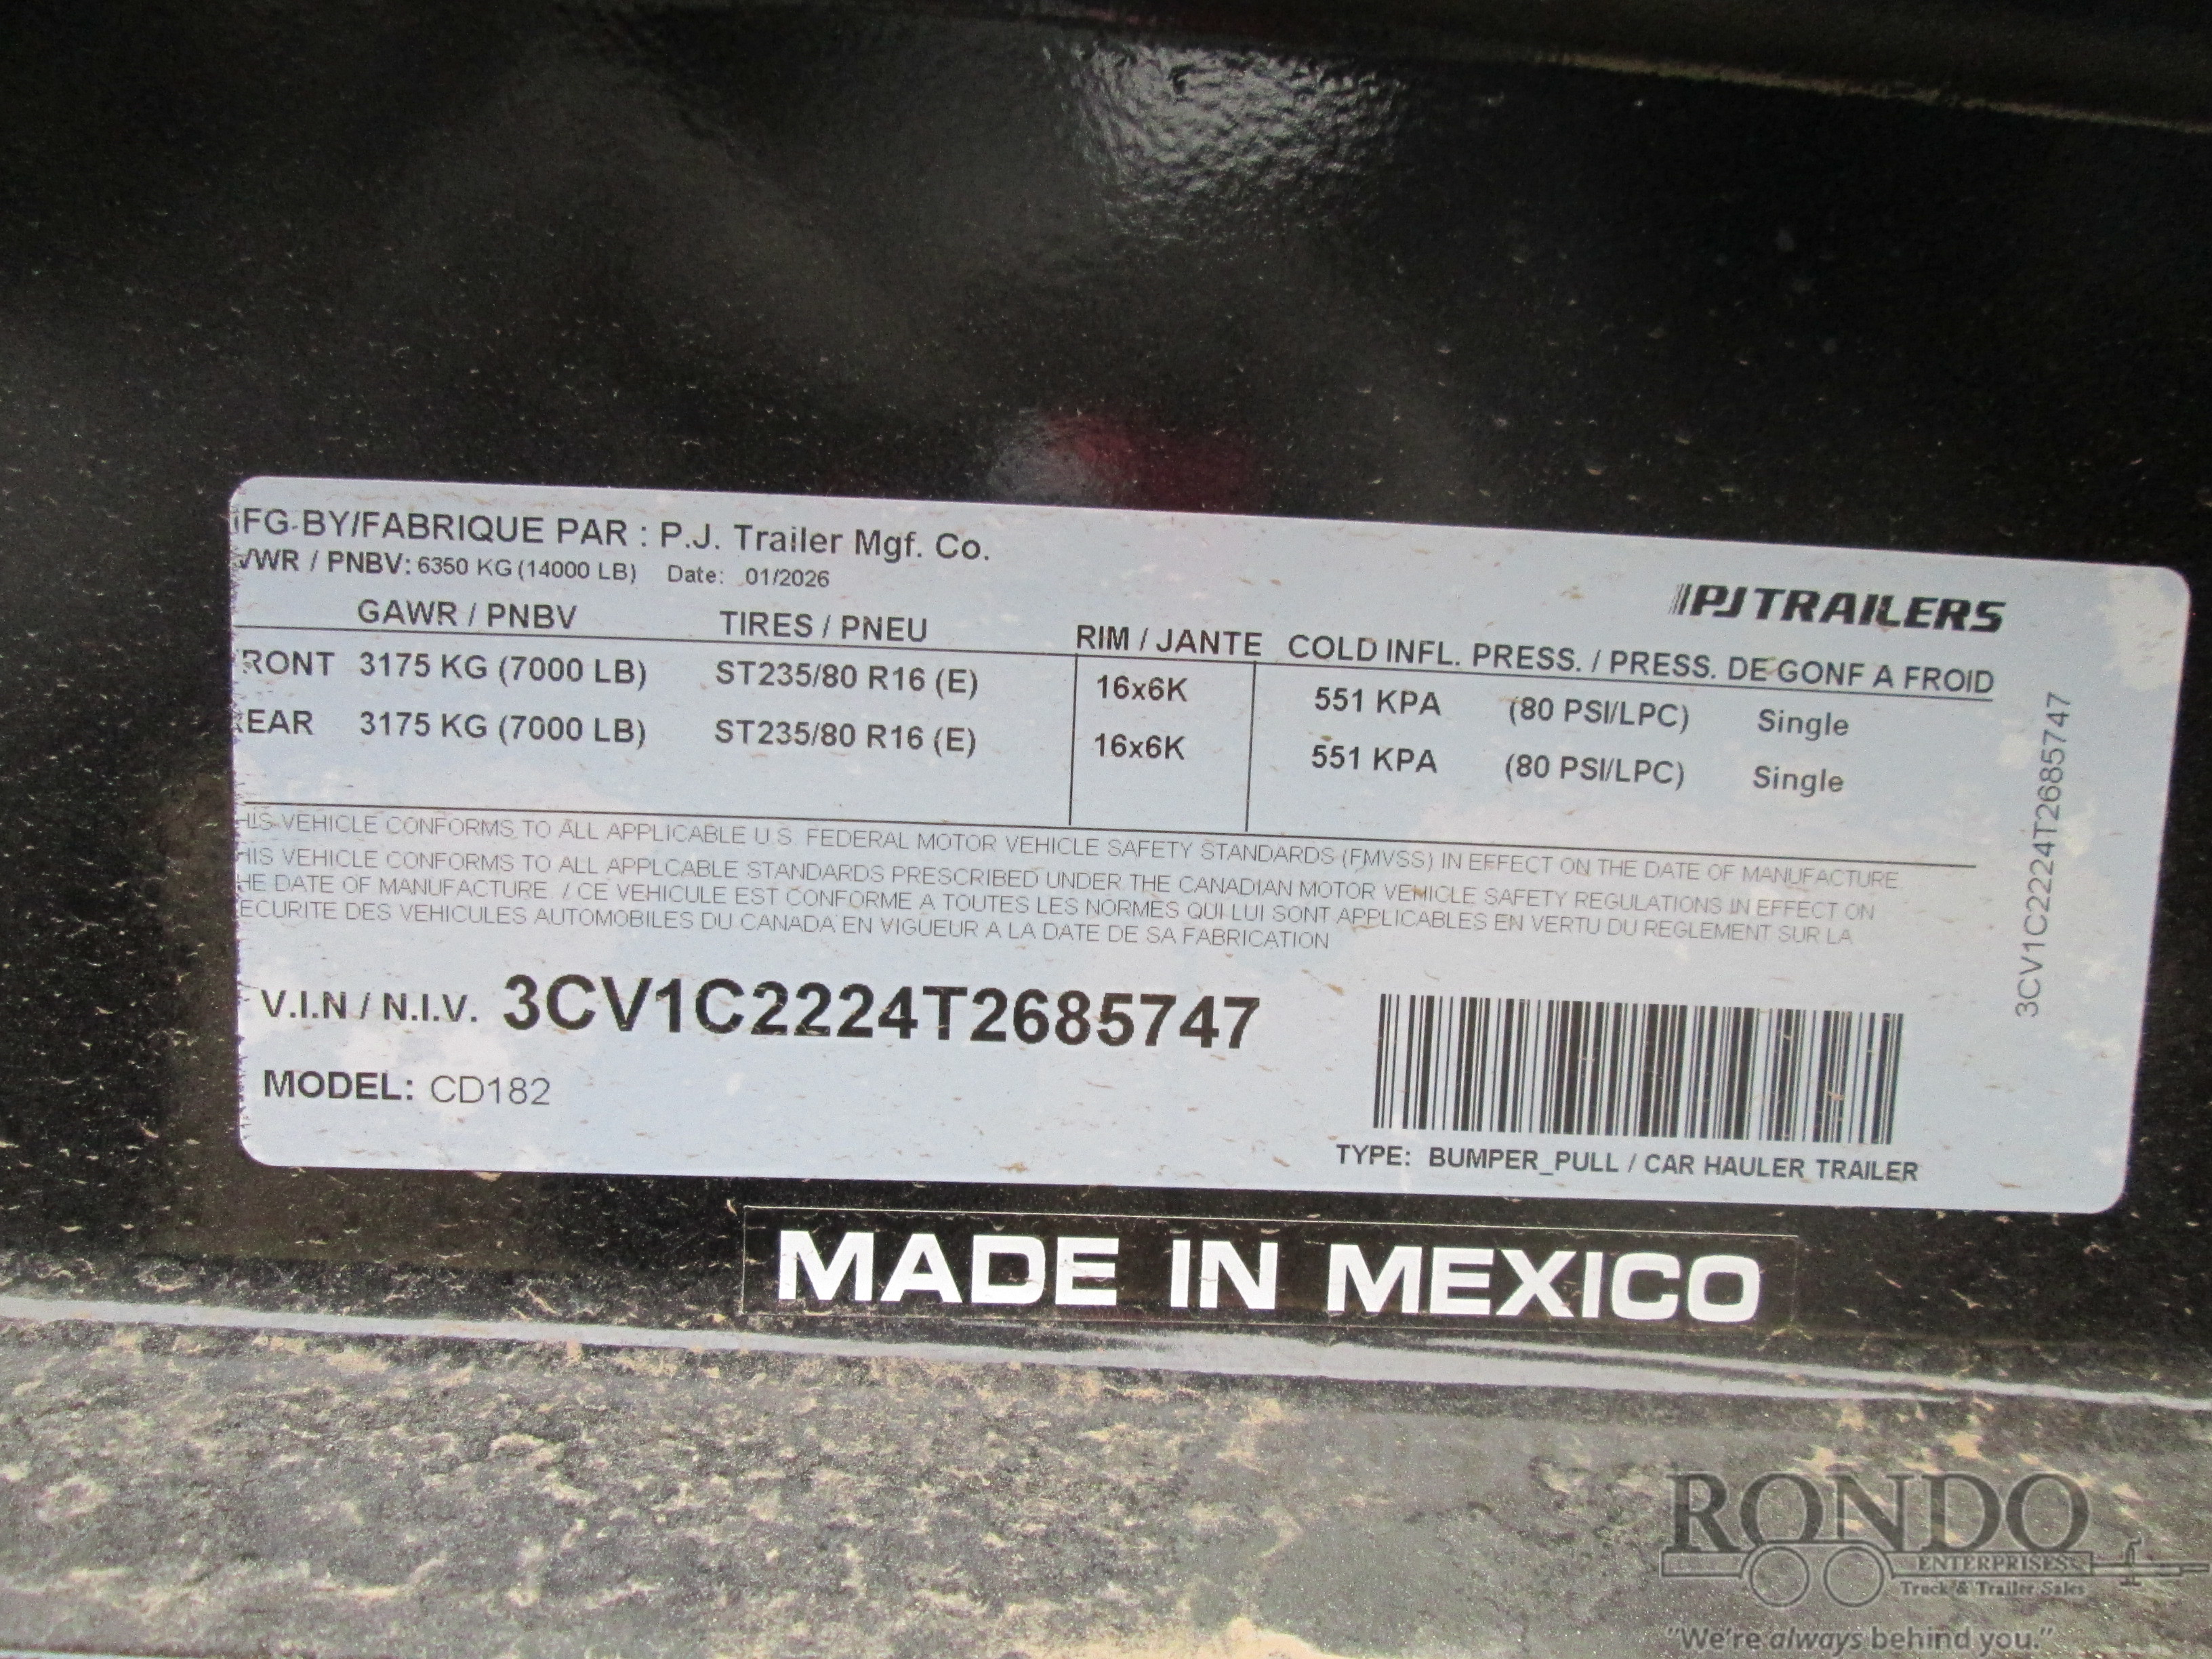 FG-BY/FABRIQUE PAR : P.J. Trailer Mgf. Co.
VWR / PNBV: 6350 KG (14000 LB) Date: 01/2026
PJTRAILERS
GAWR / PNBV TIRES / PNEU RIM / JANTE COLD INFL. PRESS. / PRESS. DE GONF A FROID
RONT 3175 KG (7000 LB) ST235/80 R16 (E) 16x6K 551 KPA (80 PSI/LPC) Single
EAR 3175 KG (7000 LB) ST235/80 R16 (E) 16x6K 551 KPA (80 PSI/LPC) Single
HIS VEHICLE CONFORMS TO ALL APPLICABLE U.S. FEDERAL MOTOR VEHICLE SAFETY STANDARDS (FMVSS) IN EFFECT ON THE DATE OF MANUFACTURE
HIS VEHICLE CONFORMS TO ALL APPLCABLE STANDARDS PRESCRIBED UNDER THE CANADIAN MOTOR VEHICLE SAFETY REGULATIONS IN EFFECT ON
HE DATE OF MANUFACTURE. / CE VEHICULE EST CONFORME A TOUTES LES NORMES QUI LUI SONT APPLICABLES EN VERTU DU REGLEMENT SUR LA
ECURITE DES VEHICULES AUTOMOBILES DU CANADA EN VIGUEUR A LA DATE DE SA FABRICATION
V.I.N / N.I.V. 3CV1C2224T2685747
MODEL: CD182
TYPE: BUMPER_PULL / CAR HAULER TRAILER
3CV1C2224T2685747
MADE IN MEXICO
RONDO
ENTERPRISES
Truck & Trailer Sales
"We're always behind you."